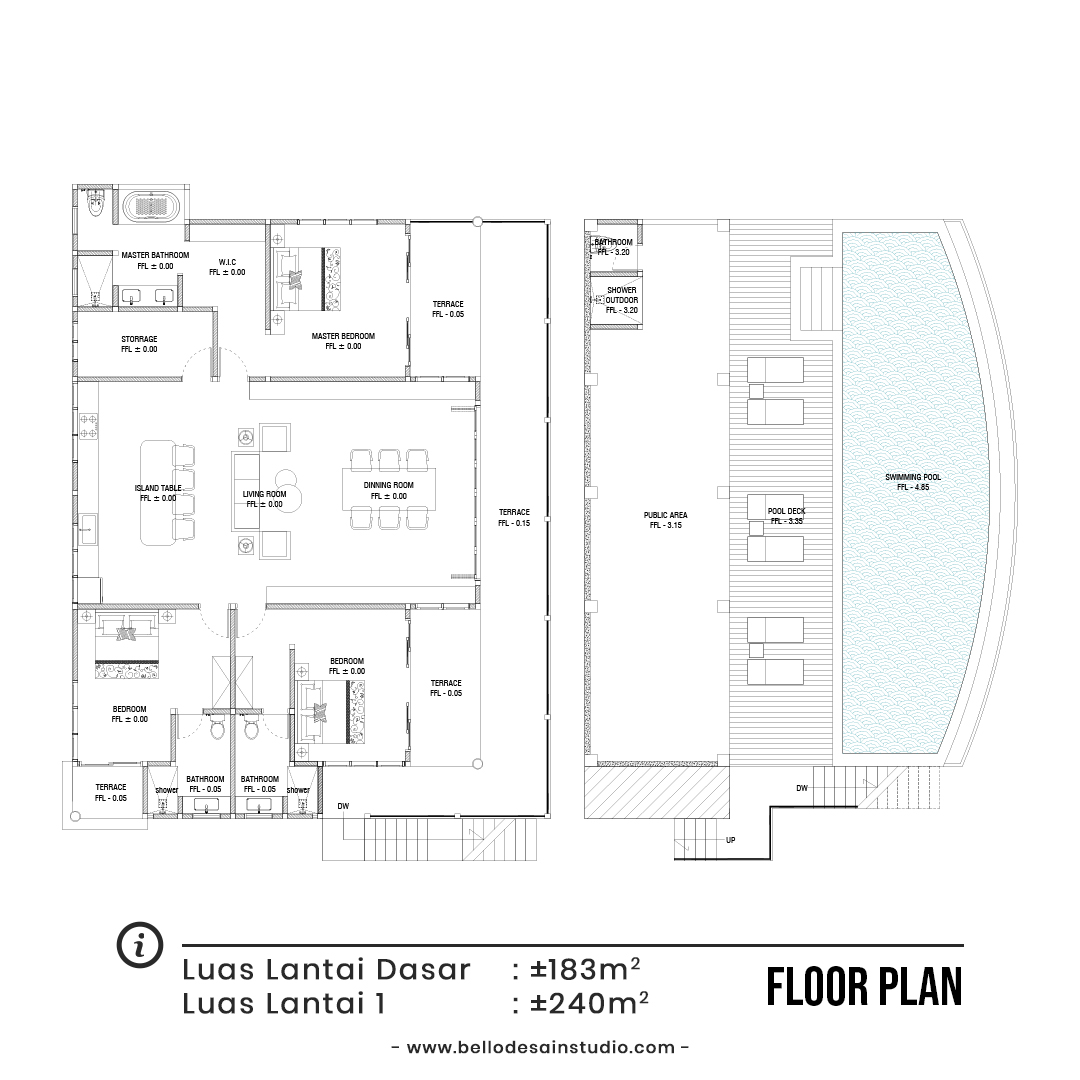 MASTER BATHROOM
FFL ± 0.00
W.I.C
FFL ± 0.00
STORRAGE
FFL ± 0.00
MASTER BEDROOM
FFL ± 0.00
TERRACE
FFL - 0.05
ISLAND TABLE
FFL ± 0.00
LIVING ROOM
FFL ± 0.00
DINNING ROOM
FFL ± 0.00
TERRACE
FFL - 0.15
BEDROOM
FFL ± 0.00
BEDROOM
FFL ± 0.00
TERRACE
FFL - 0.05
TERRACE
FFL - 0.05
shower
BATHROOM
FFL - 0.05
BATHROOM
FFL - 0.05
shower
DW
BATHROOM
FFL - 3.20
SHOWER
OUTDOOR
FFL - 3.20
PUBLIC AREA
FFL - 3.15
POOL DECK
FFL - 3.35
SWIMMING POOL
FFL - 4.85
DW
UP
i
Luas Lantai Dasar : ±183m²
Luas Lantai 1 : ±240m²
FLOOR PLAN
- www.bellodesainstudio.com -